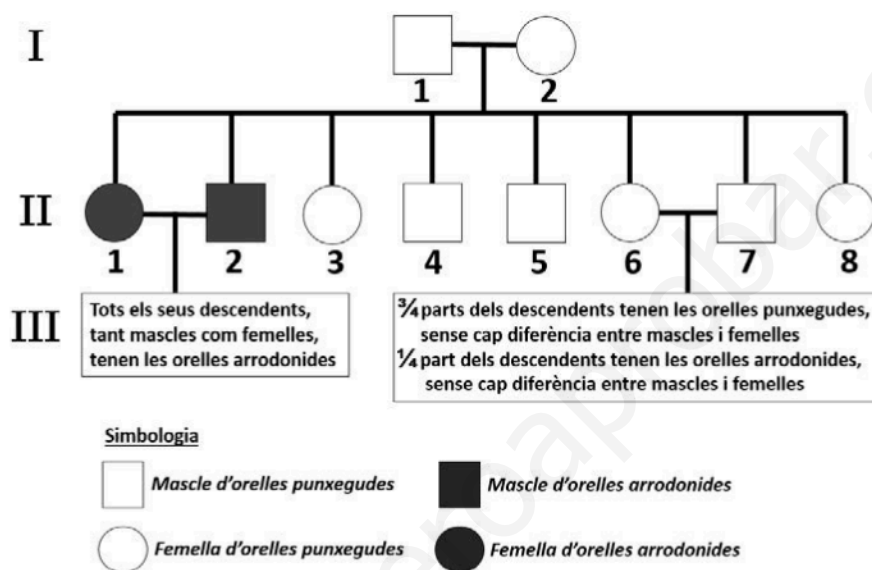 I
1
2
II
1
2
3
4
5
6
7
8
III
Tots els seus descendents,
tant mascles com femelles,
tenen les orelles arrodonides
¾ parts dels descendents tenen les orelles punxegudes,
sense cap diferència entre mascles i femelles
¼ part dels descendents tenen les orelles arrodonides,
sense cap diferència entre mascles i femelles
Simbologia
Mascle d'orelles punxegudes
Mascle d'orelles arrodonides
Femella d'orelles punxegudes
Femella d'orelles arrodonides